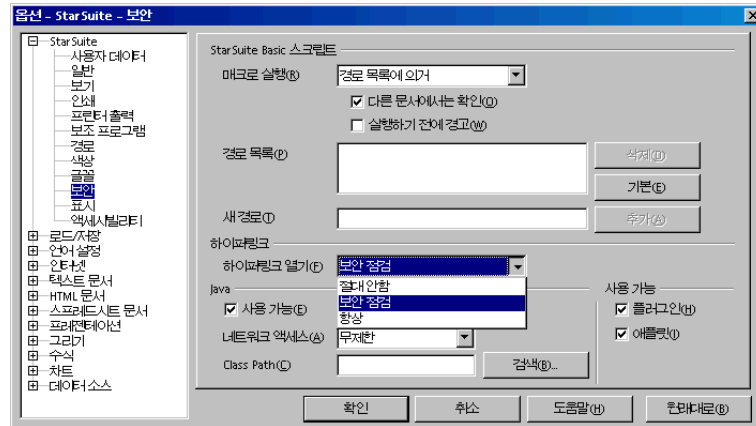 옵션 - StarSuite - 보안
StarSuite
사용자 데이터
일반
보기
인쇄
프린터 출력
보조 프로그램
경로
색상
글꼴
보안
표시
액세시빌리티
로드/저장
언어 설정
인터넷
텍스트 문서
HTML 문서
스프레드시트 문서
프레젠테이션
그리기
수식
차트
데이터 소스
StarSuite Basic 스크립트
매크로 실행(R) 경로 목록에 의거
다른 문서에서는 확인(O)
실행하기 전에 경고(W)
경로 목록(P) 삭제(D)
기본(E)
새 경로(T) 추가(A)
하이퍼링크
하이퍼링크 열기(F) 보안 점검
절대 안함
보안 점검
항상
Java 사용 가능
사용 가능(E) 플러그인(H)
네트워크 액세스(A) 무제한 애플릿(I)
Class Path(C) 검색(B)...
확인 취소 도움말(H) 원래대로(B)